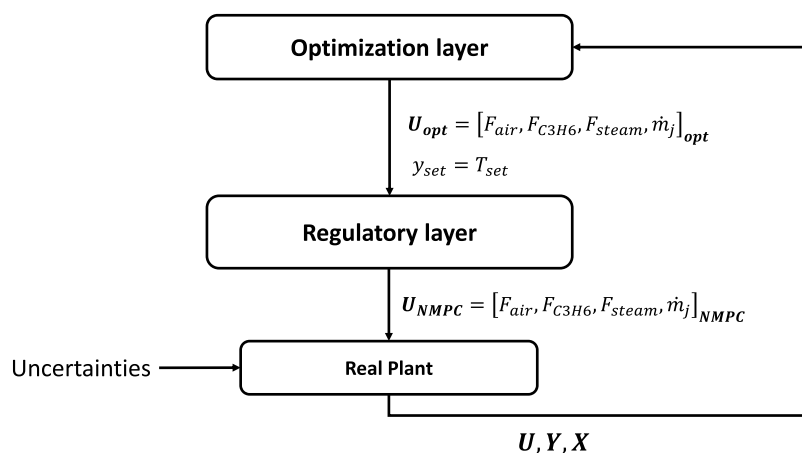 Optimization layer
U_opt = [F_air, F_C3H6, F_steam, ṁ_j]_opt
y_set = T_set
Regulatory layer
U_NMPC = [F_air, F_C3H6, F_steam, ṁ_j]_NMPC
Uncertainties
Real Plant
U, Y, X